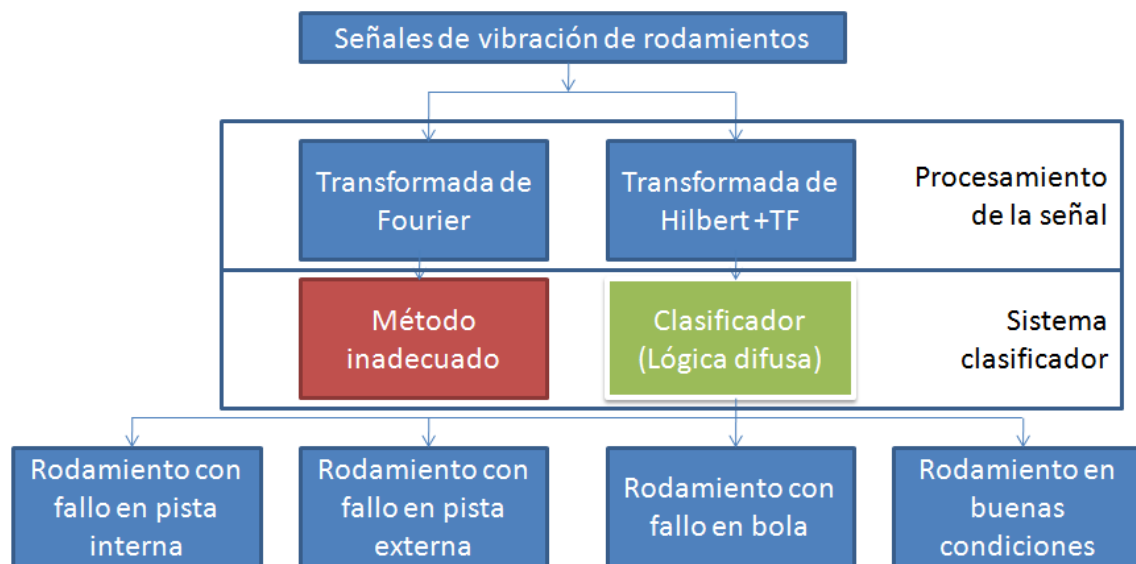 Señales de vibración de rodamientos
Transformada de
Fourier
Transformada de
Hilbert +TF
Procesamiento
de la señal
Método
inadecuado
Clasificador
(Lógica difusa)
Sistema
clasificador
Rodamiento con
fallo en pista
interna
Rodamiento con
fallo en pista
externa
Rodamiento con
fallo en bola
Rodamiento en
buenas
condiciones